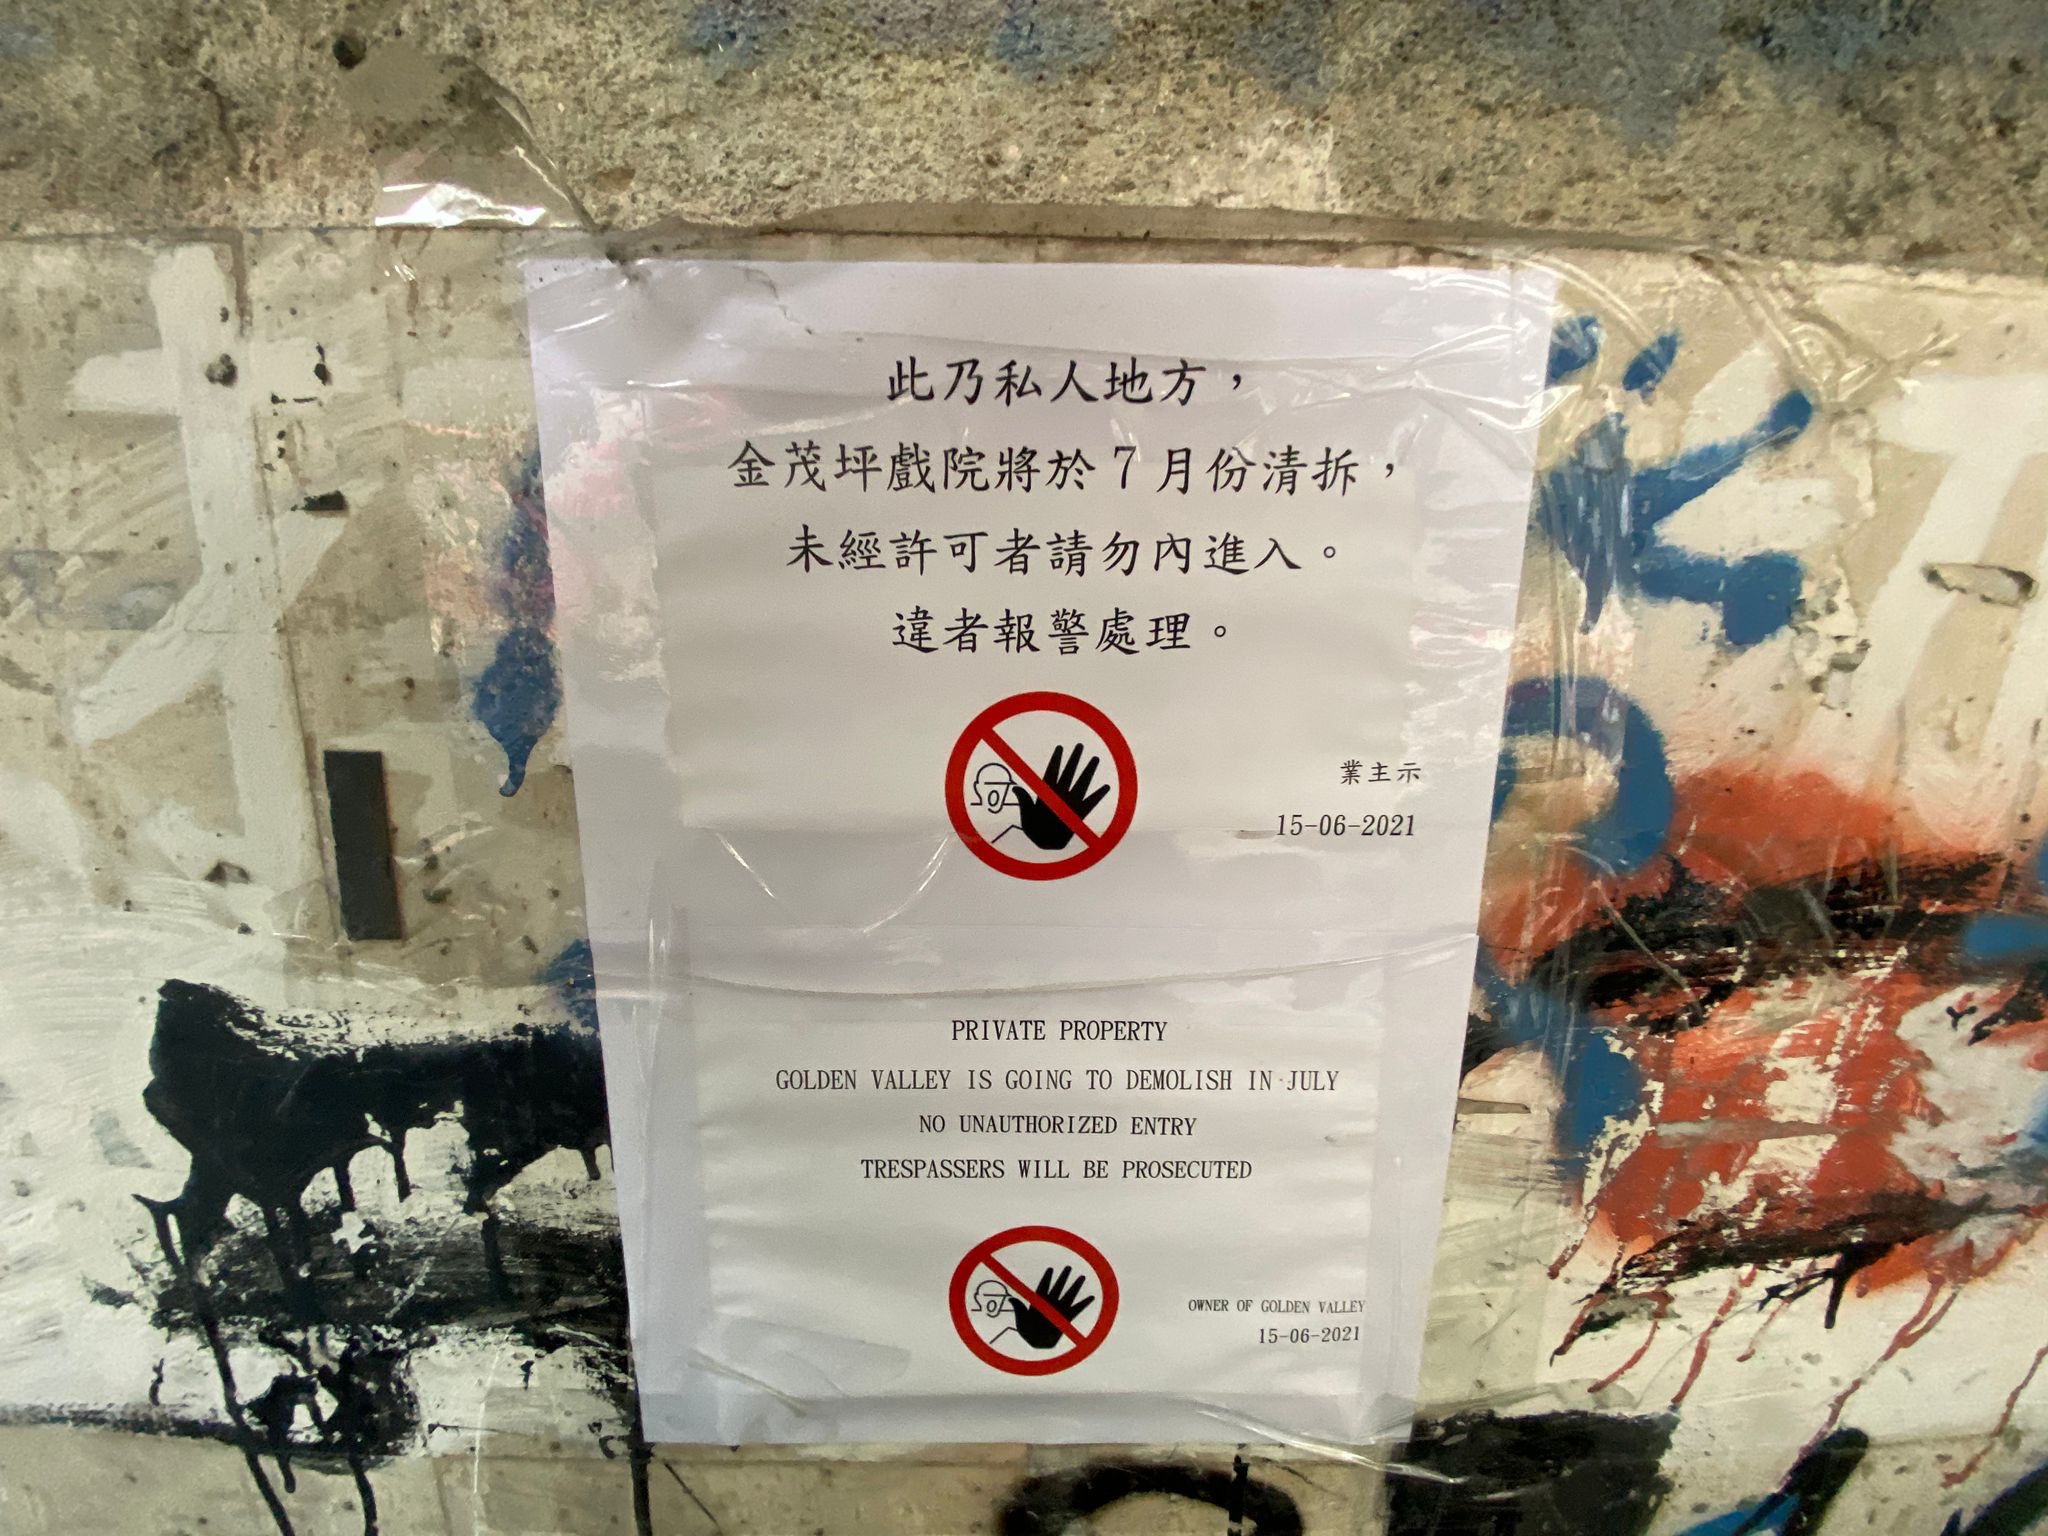 此乃私人地方，
金茂坪戲院將於7月份清拆，
未經許可者請勿內進入。
違者報警處理。
業主示
15-06-2021
PRIVATE PROPERTY
GOLDEN VALLEY IS GOING TO DEMOLISH IN JULY
NO UNAUTHORIZED ENTRY
TRESPASSERS WILL BE PROSECUTED
OWNER OF GOLDEN VALLEY
15-06-2021